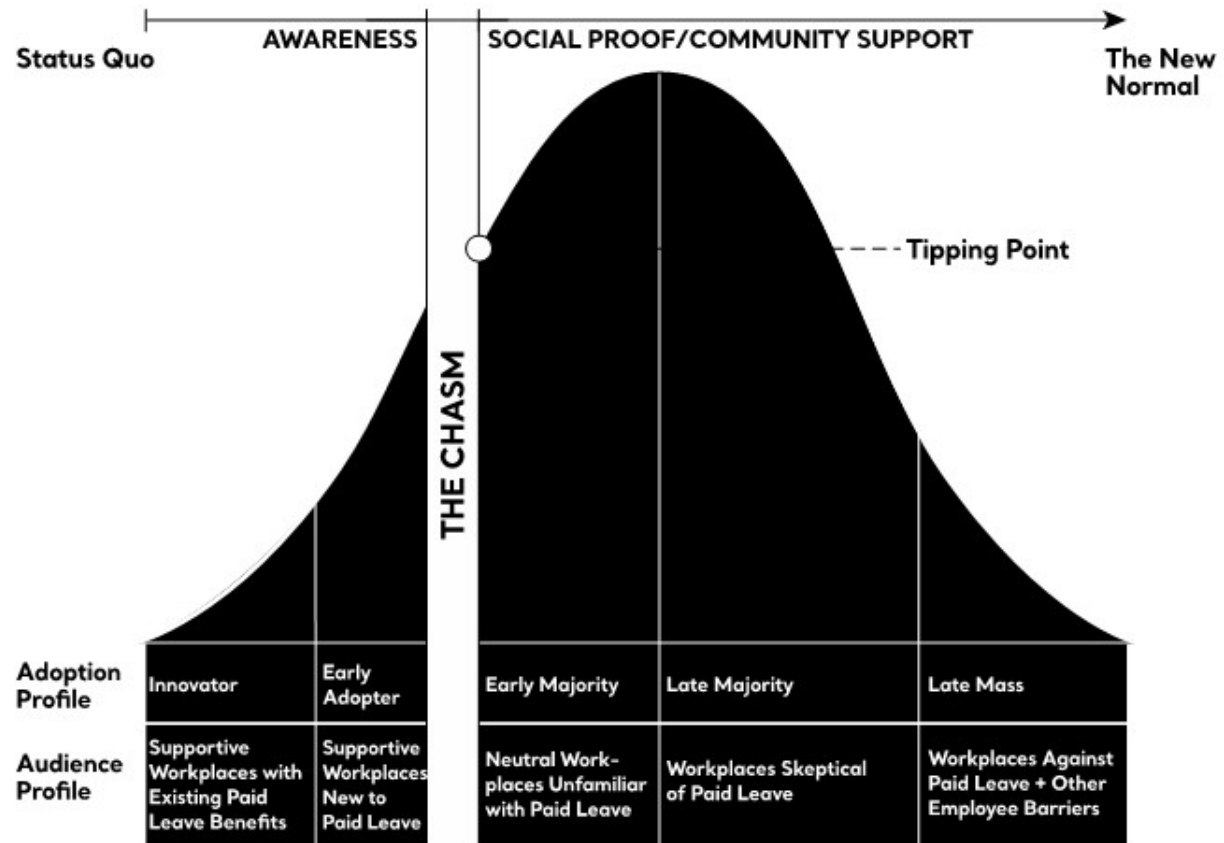 AWARENESS
SOCIAL PROOF/COMMUNITY SUPPORT
Status Quo
The New
Normal
Tipping Point
THE CHASM
Adoption
Profile
Innovator
Early
Adopter
Early Majority
Late Majority
Late Mass
Audience
Profile
Supportive
Workplaces with
Existing Paid
Leave Benefits
Supportive
Workplaces
New to
Paid Leave
Neutral Work-
places Unfamiliar
with Paid Leave
Workplaces Skeptical
of Paid Leave
Workplaces Against
Paid Leave + Other
Employee Barriers